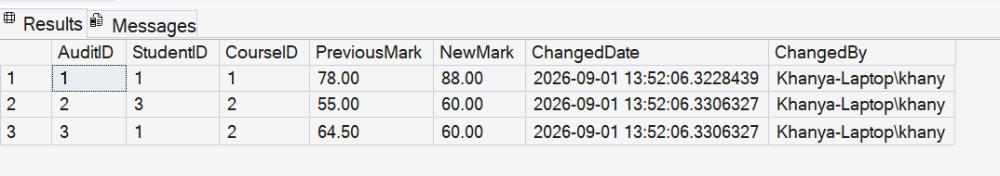 Results Messages
AuditID StudentID CourseID PreviousMark NewMark ChangedDate ChangedBy
1 1 1 1 78.00 88.00 2026-09-01 13:52:06.3228439 Khanya-Laptop\khany
2 2 3 2 55.00 60.00 2026-09-01 13:52:06.3306327 Khanya-Laptop\khany
3 3 1 2 64.50 60.00 2026-09-01 13:52:06.3306327 Khanya-Laptop\khany